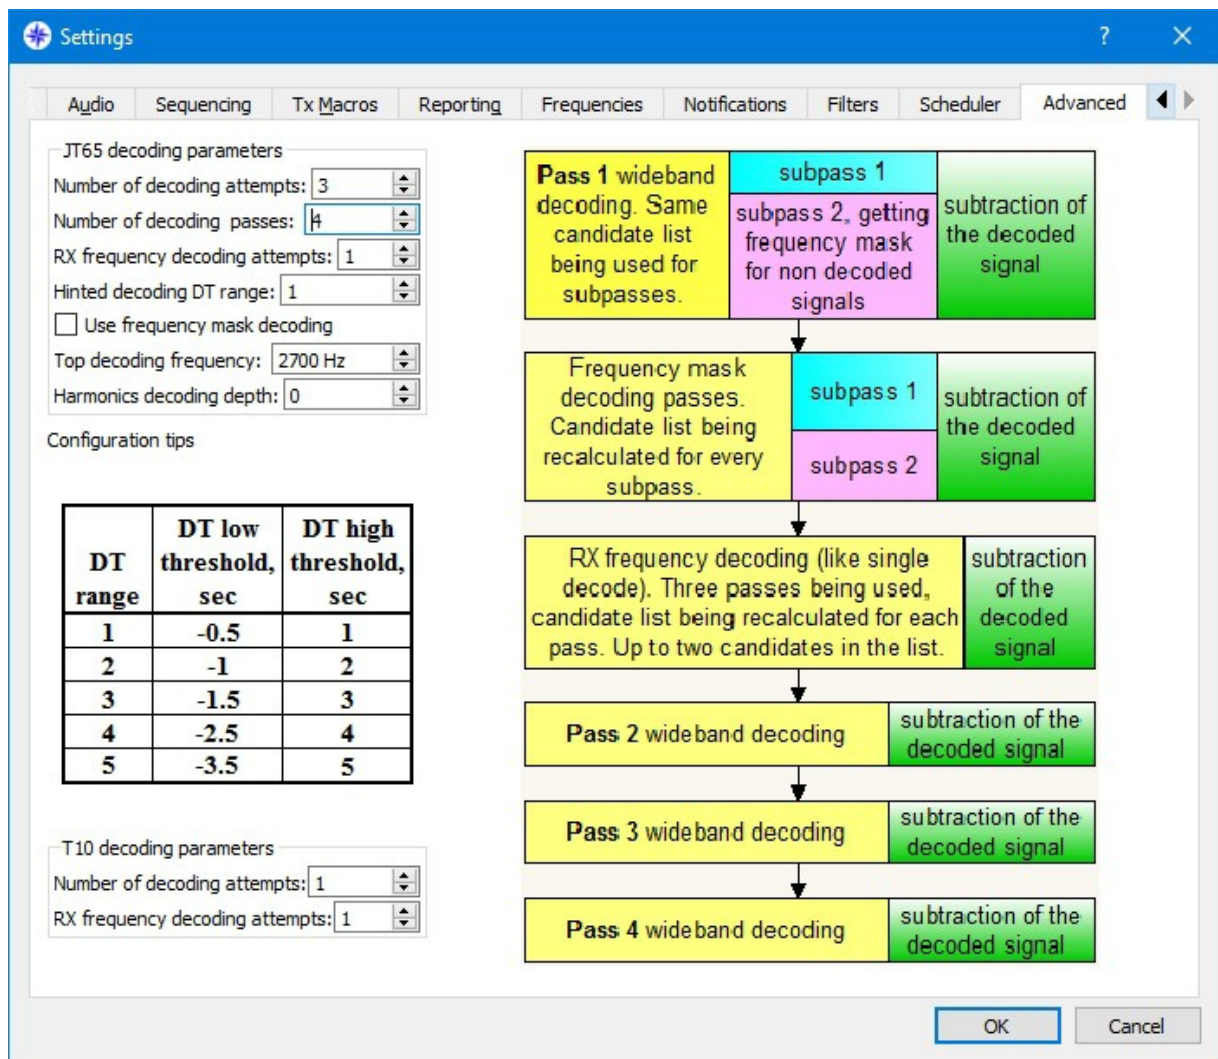 Settings
?
Audio Sequencing Tx Macros Reporting Frequencies Notifications Filters Scheduler Advanced
JT65 decoding parameters
Number of decoding attempts: 3
Number of decoding passes: 4
RX frequency decoding attempts: 1
Hinted decoding DT range: 1
Use frequency mask decoding
Top decoding frequency: 2700 Hz
Harmonics decoding depth: 0
Configuration tips
DT range
DT low threshold, sec
DT high threshold, sec
1 -0.5 1
2 -1 2
3 -1.5 3
4 -2.5 4
5 -3.5 5
T10 decoding parameters
Number of decoding attempts: 1
RX frequency decoding attempts: 1
Pass 1 wideband
decoding. Same
candidate list
being used for
subpasses.
subpass 1
subpass 2, getting
frequency mask
for non decoded
signals
subtraction of
the decoded
signal
Frequency mask
decoding passes.
Candidate list being
recalculated for every
subpass.
subpass 1
subpass 2
subtraction of
the decoded
signal
RX frequency decoding (like single
decode). Three passes being used,
candidate list being recalculated for each
pass. Up to two candidates in the list.
subtraction
of the
decoded
signal
Pass 2 wideband decoding
subtraction of the
decoded signal
Pass 3 wideband decoding
subtraction of the
decoded signal
Pass 4 wideband decoding
subtraction of the
decoded signal
OK Cancel